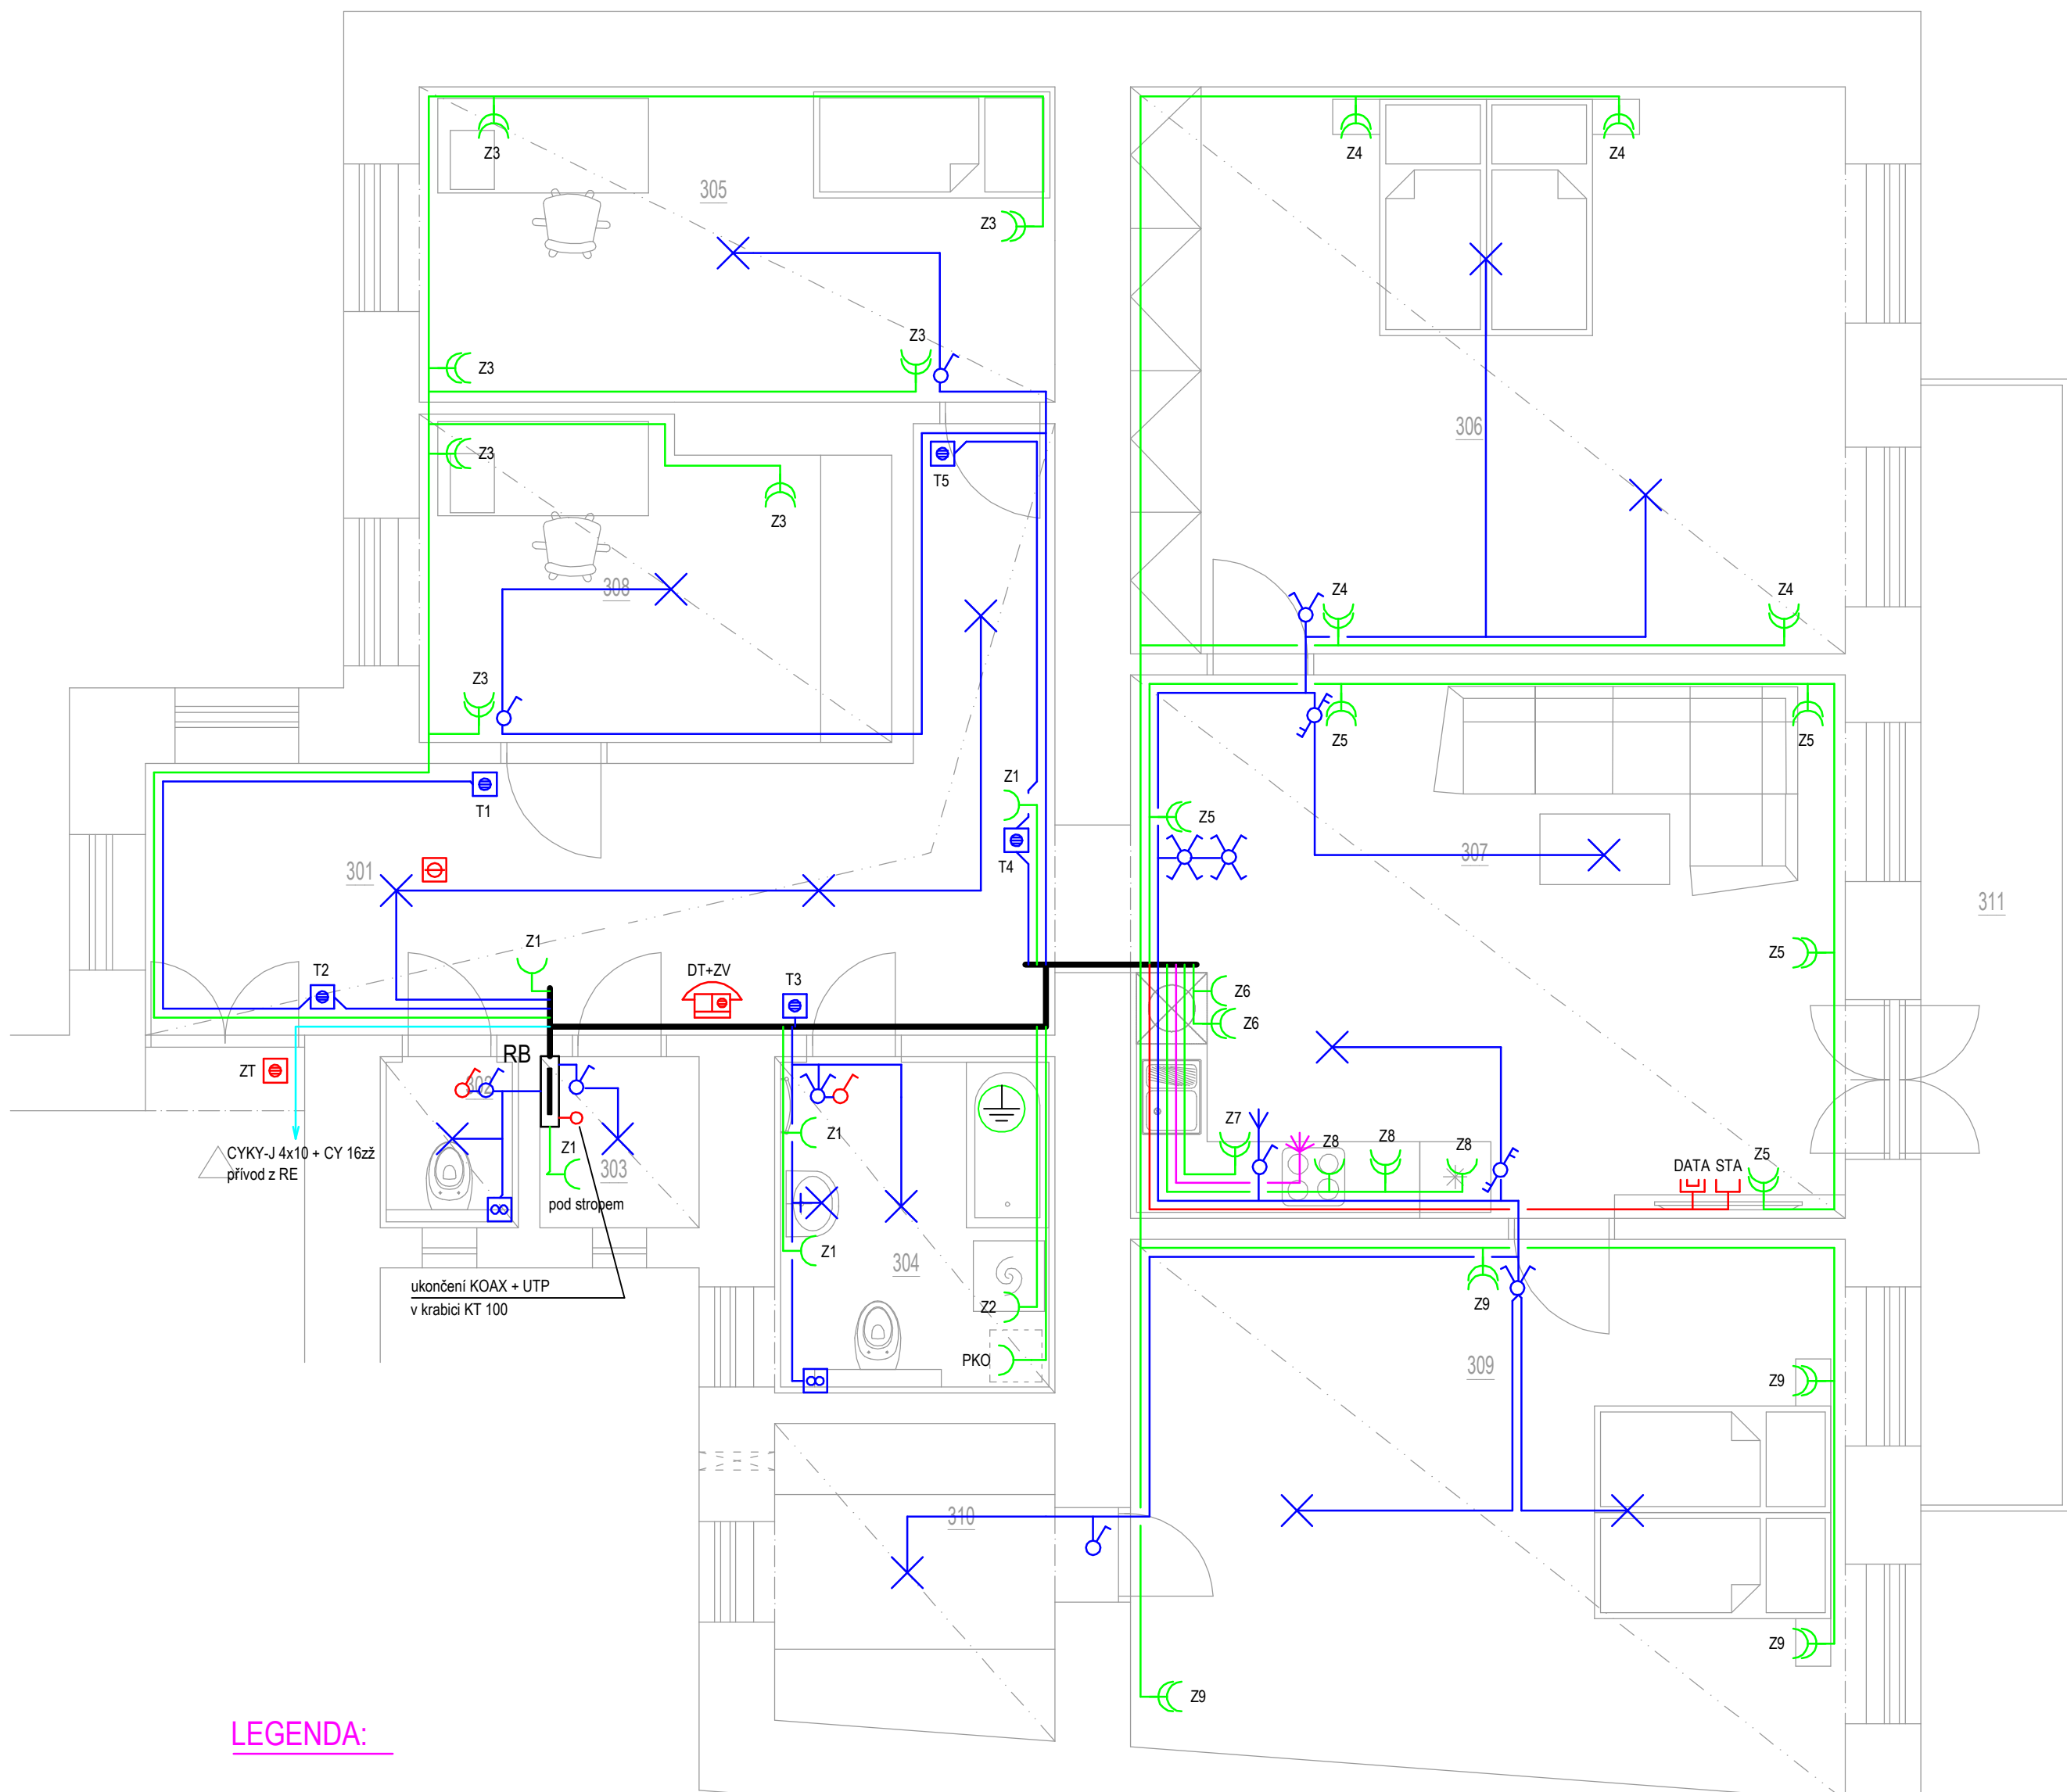 Z3
305
Z3
Z3
Z3
Z4
Z4
306
Z3
T5
Z3
308
Z3
Z4
Z4
T1
Z1
T4
Z5
Z5
Z5
307
Z5
301
311
T2
Z1
DT+ZV
T3
Z6
Z6
ZT
RB
302
Z1
303
pod stropem
CYKY-J 4x10 + CY 16zž
přívod z RE
Z1
Z1
304
Z2
PKO
Z7
Z8
Z8
Z8
DATA STA
Z5
ukončení KOAX + UTP
v krabici KT 100
Z9
309
Z9
310
Z9
Z9
LEGENDA: